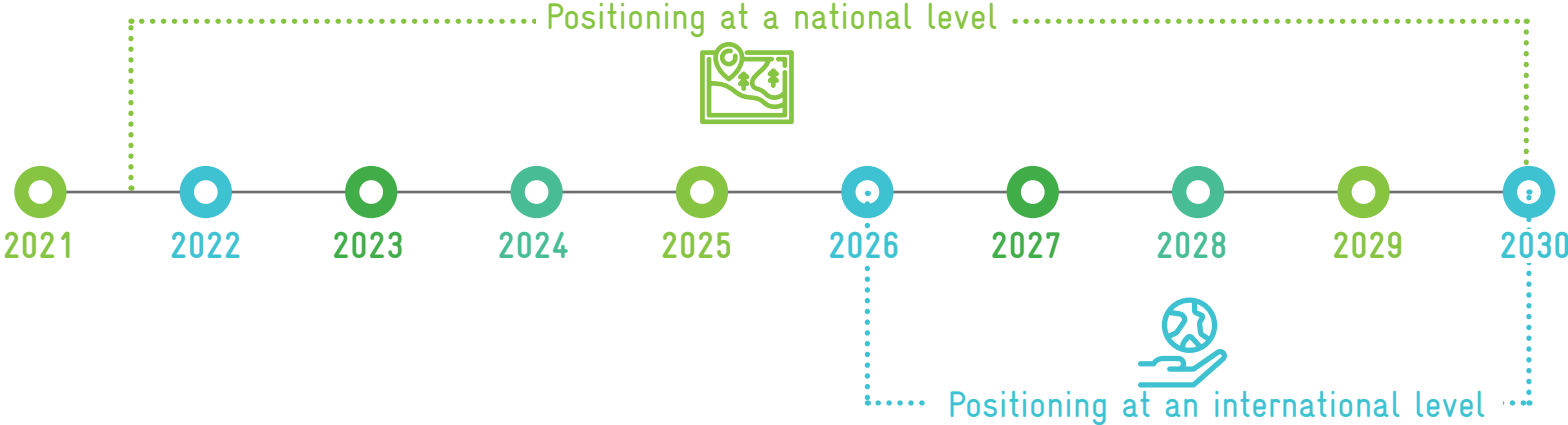 Positioning at a national level
2021 2022 2023 2024 2025 2026 2027 2028 2029 2030
Positioning at an international level